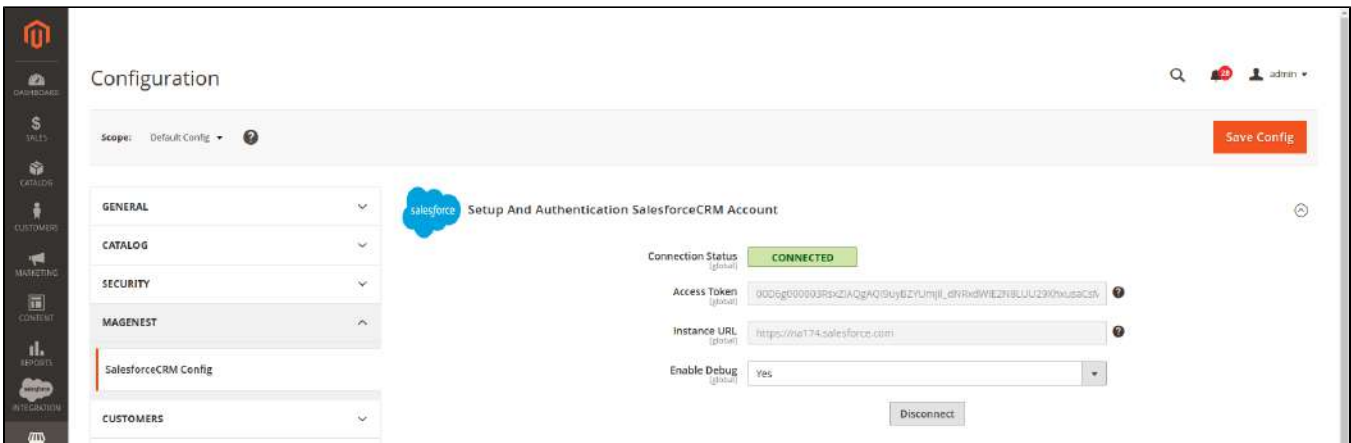 Configuration
28
admin
DASHBOARD
SALES
CATALOG
CUSTOMERS
MARKETING
CONTENT
REPORTS
salesforce
INTEGRATION
Scope: Default Config ?
Save Config
GENERAL
CATALOG
SECURITY
MAGENEST
SalesforceCRM Config
CUSTOMERS
salesforce Setup And Authentication SalesforceCRM Account
Connection Status CONNECTED
[global]
Access Token ?
[global]
Instance URL https://na174.salesforce.com ?
[global]
Enable Debug Yes
[global]
Disconnect